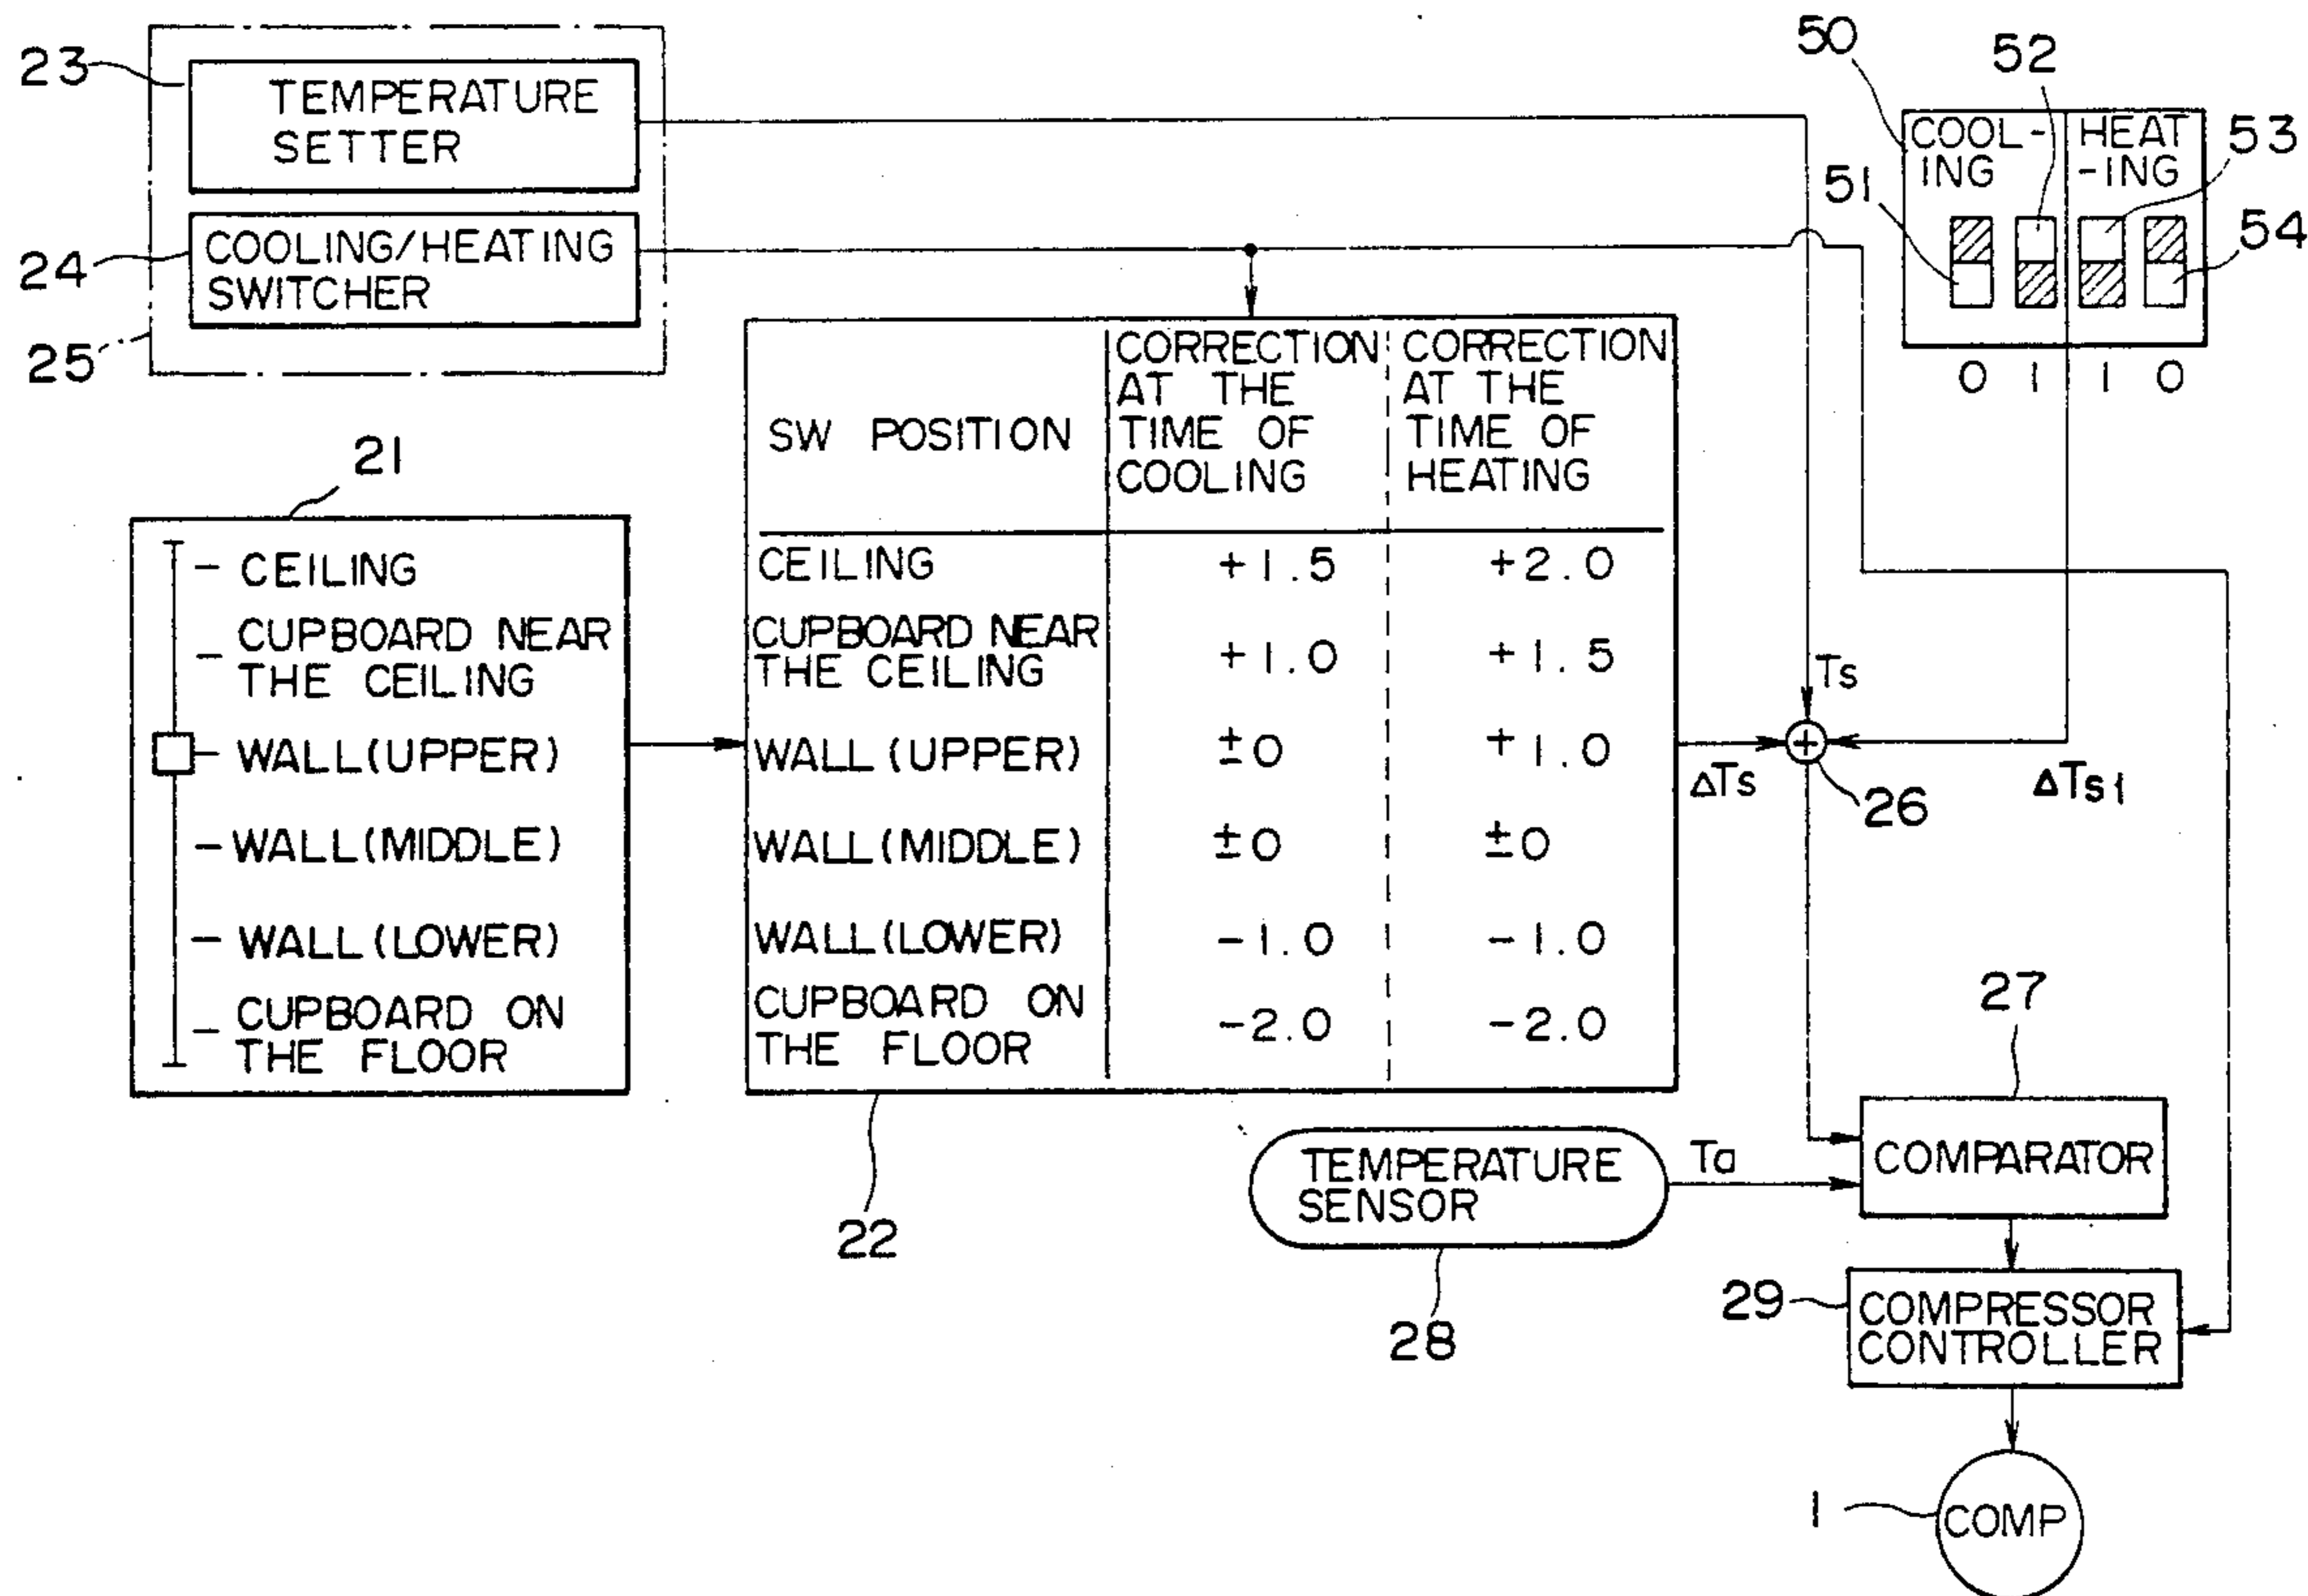 23
TEMPERATURE
SETTER
24
COOLING/HEATING
SWITCHER
25
50
52
COOL-
ING
HEAT
-ING
53
51
54
0 1 1 0
21
CEILING
CUPBOARD NEAR
THE CEILING
WALL(UPPER)
WALL(MIDDLE)
WALL(LOWER)
CUPBOARD ON
THE FLOOR
SW POSITION
CORRECTION
AT THE
TIME OF
COOLING
CORRECTION
AT THE
TIME OF
HEATING
CEILING +1.5 +2.0
CUPBOARD NEAR
THE CEILING +1.0 +1.5
WALL(UPPER) ±0 +1.0
WALL(MIDDLE) ±0 ±0
WALL(LOWER) -1.0 -1.0
CUPBOARD ON
THE FLOOR -2.0 -2.0
22
Ts
ΔTs
26
ΔTs1
27
COMPARATOR
TEMPERATURE
SENSOR
Ta
28
29
COMPRESSOR
CONTROLLER
1
COMP